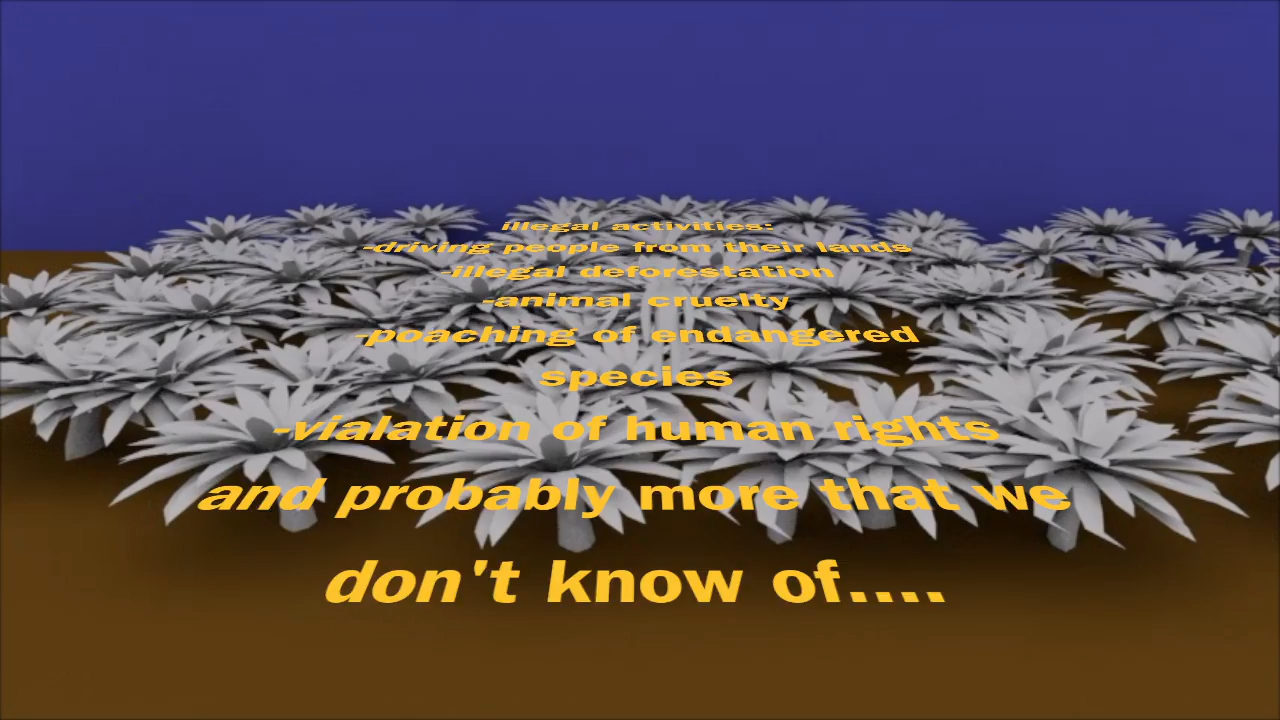 illegal activities:
-driving people from their lands
-illegal deforestation
-animal cruelty
-poaching of endangered
species
-vialation of human rights
and probably more that we
don't know of....